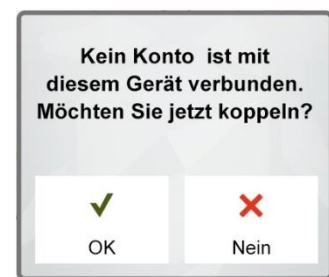 Kein Konto ist mit
diesem Gerät verbunden.
Möchten Sie jetzt koppeln?
OK
Nein